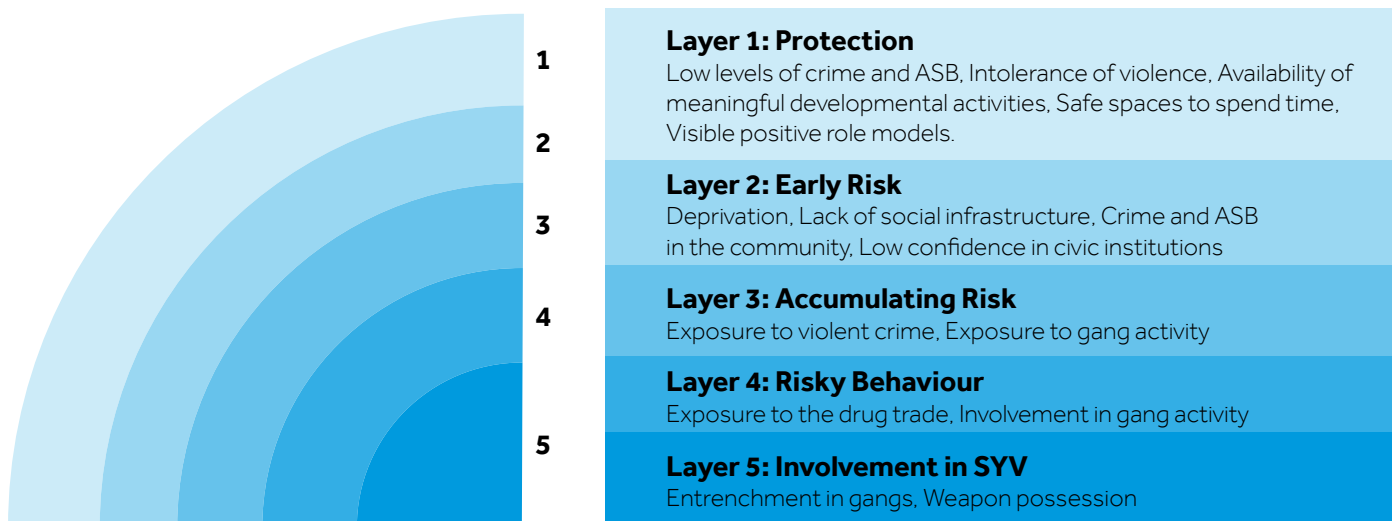 1
2
3
4
5
Layer 1: Protection
Low levels of crime and ASB, Intolerance of violence, Availability of
meaningful developmental activities, Safe spaces to spend time,
Visible positive role models.
Layer 2: Early Risk
Deprivation, Lack of social infrastructure, Crime and ASB
in the community, Low confidence in civic institutions
Layer 3: Accumulating Risk
Exposure to violent crime, Exposure to gang activity
Layer 4: Risky Behaviour
Exposure to the drug trade, Involvement in gang activity
Layer 5: Involvement in SYV
Entrenchment in gangs, Weapon possession